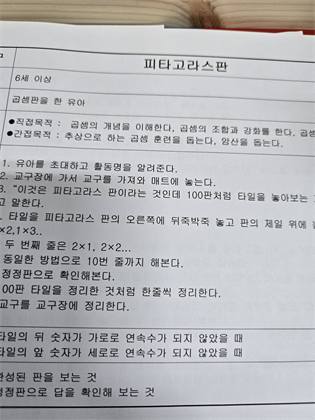 피타고라스판
6세 이상
곱셈판을 한 유아
●직접목적 : 곱셈의 개념을 이해한다. 곱셈의 조합과 강화를 한다. 곱셈
●간접목적 : 추상으로 하는 곱셈 훈련을 돕는다, 암산을 돕는다.
1. 유아를 초대하고 활동명을 알려준다.
2. 교구장에 가서 교구를 가져와 매트에 놓는다.
3. "이것은 피타고라스 판이라는 것인데 100판처럼 타일을 놓아보는
고 말한다.
. 타일을 피타고라스 판의 오른쪽에 뒤죽박죽 놓고 판의 제일 위에
×2,1×3..
두 번째 줄은 2×1, 2×2...
동일한 방법으로 10번 줄까지 해본다.
정정판으로 확인해본다.
00판 타일을 정리한 것처럼 한줄씩 정리한다.
교구를 교구장에 정리한다.
타일의 뒤 숫자가 가로로 연속수가 되지 않았을 때
타일의 앞 숫자가 세로로 연속수가 되지 않았을 때
완성된 판을 보는 것
정정판으로 답을 확인해 보는 것